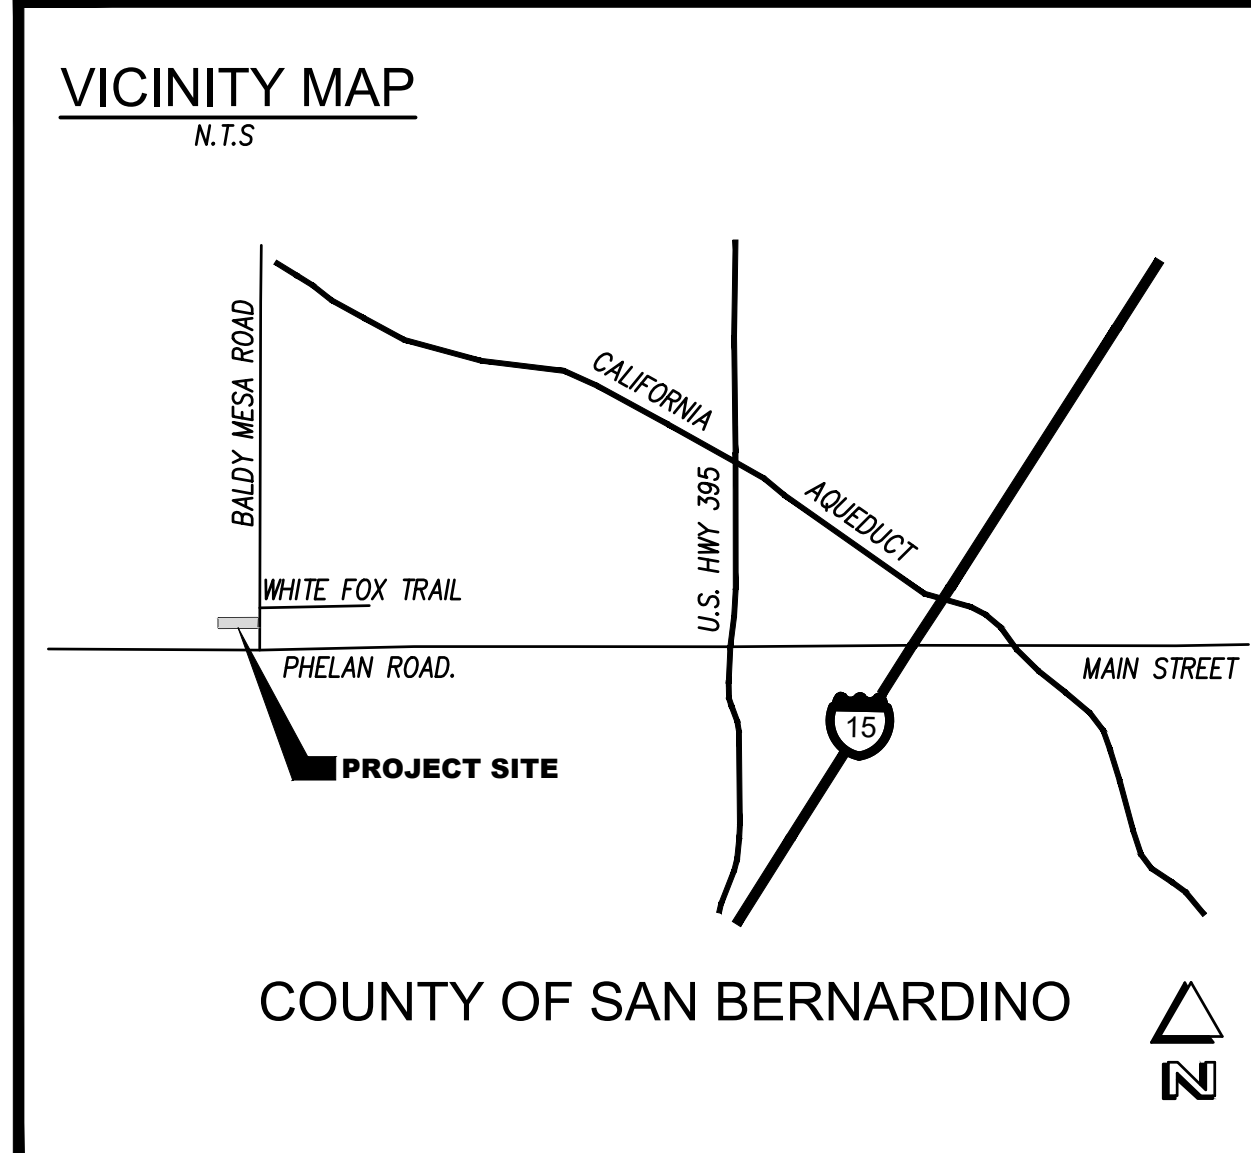 VICINITY MAP
N.T.S
BALDY MESA ROAD
CALIFORNIA
AQUEDUCT
U.S. HWY 395
WHITE FOX TRAIL
PHELAN ROAD.
MAIN STREET
15
PROJECT SITE
COUNTY OF SAN BERNARDINO
N